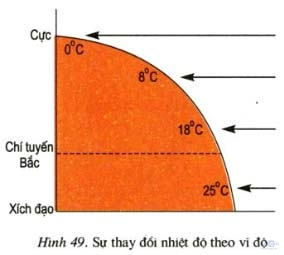 Cực
0°C
8°C
18°C
Chí tuyến
Bắc
25°C
Xích đạo
Hình 49. Sự thay đổi nhiệt độ theo vĩ độ